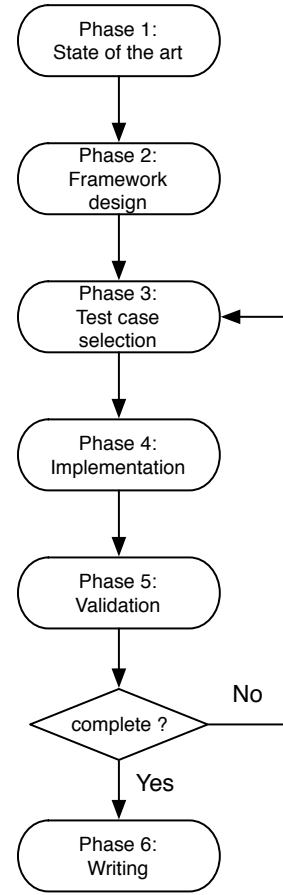 Phase 1:
State of the art
Phase 2:
Framework
design
Phase 3:
Test case
selection
Phase 4:
Implementation
Phase 5:
Validation
complete ?
No
Yes
Phase 6:
Writing